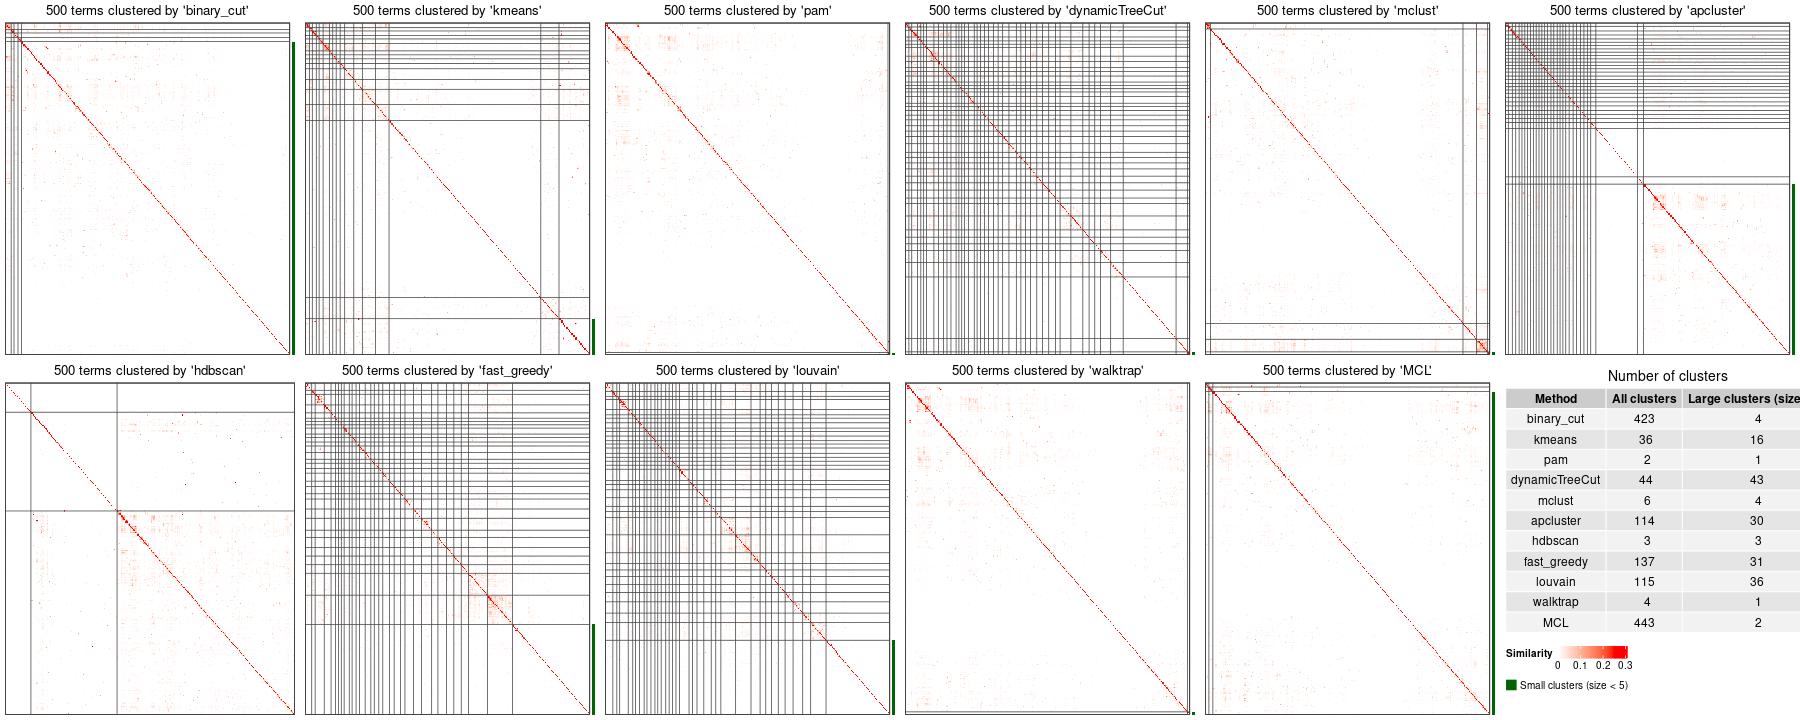 500 terms clustered by 'binary_cut'
500 terms clustered by 'kmeans'
500 terms clustered by 'pam'
500 terms clustered by 'dynamicTreeCut'
500 terms clustered by 'mclust'
500 terms clustered by 'apcluster'
500 terms clustered by 'hdbscan'
500 terms clustered by 'fast_greedy'
500 terms clustered by 'louvain'
500 terms clustered by 'walktrap'
500 terms clustered by 'MCL'
Number of clusters
Method All clusters Large clusters (size
binary_cut 423 4
kmeans 36 16
pam 2 1
dynamicTreeCut 44 43
mclust 6 4
apcluster 114 30
hdbscan 3 3
fast_greedy 137 31
louvain 115 36
walktrap 4 1
MCL 443 2
Similarity
0 0.1 0.2 0.3
Small clusters (size < 5)